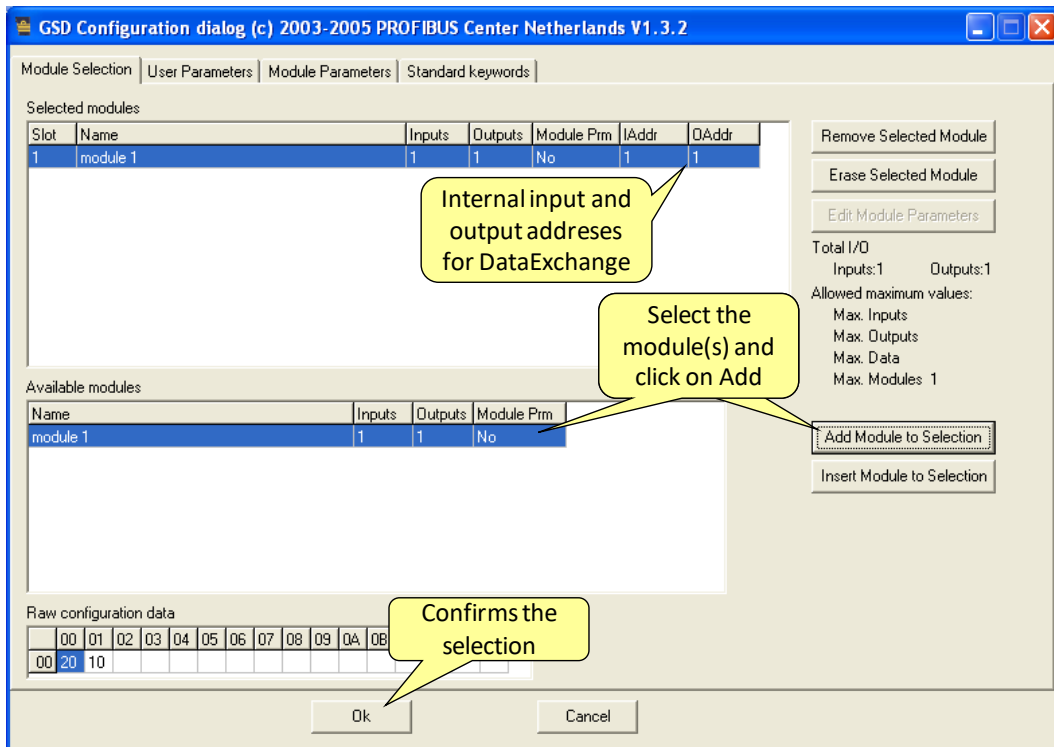 GSD Configuration dialog (c) 2003-2005 PROFIBUS Center Netherlands V1.3.2
Module Selection User Parameters Module Parameters Standard keywords
Selected modules
Slot Name Inputs Outputs Module Prm IAddr OAddr
1 module 1 1 1 No 1 1
Internal input and
output addreses
for DataExchange
Remove Selected Module
Erase Selected Module
Edit Module Parameters
Total I/O
Inputs:1 Outputs:1
Allowed maximum values:
Max. Inputs
Max. Outputs
Max. Data
Max. Modules 1
Select the
module(s) and
click on Add
Available modules
Name Inputs Outputs Module Prm
module 1 1 1 No
Add Module to Selection
Insert Module to Selection
Raw configuration data
00 01 02 03 04 05 06 07 08 09 0A 0B
00 20 10
Confirms the
selection
Ok Cancel